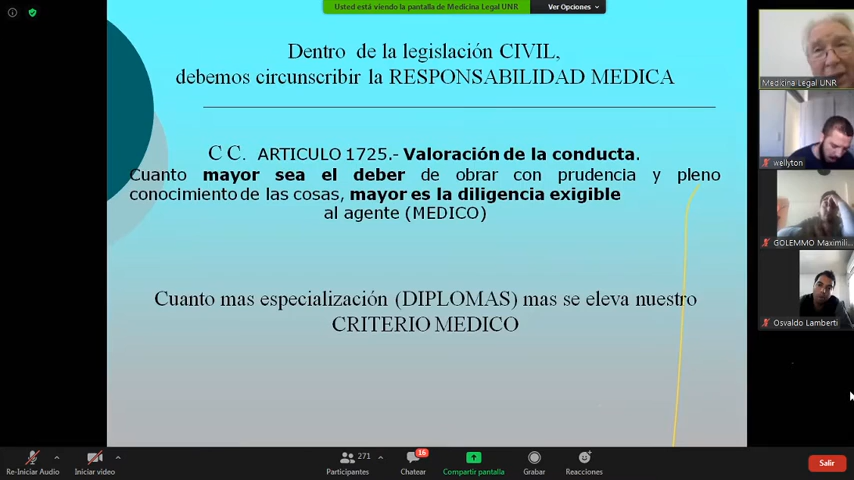 Usted está viendo la pantalla de Medicina Legal UNR
Ver Opciones
Dentro de la legislación CIVIL,
debemos circunscribir la RESPONSABILIDAD MEDICA
C C. ARTICULO 1725.- Valoración de la conducta.
Cuanto mayor sea el deber de obrar con prudencia y pleno
conocimiento de las cosas, mayor es la diligencia exigible
al agente (MEDICO)
Cuanto mas especialización (DIPLOMAS) mas se eleva nuestro
CRITERIO MEDICO
Medicina Legal UNR
wellyton
GOLEMMO Maximili...
Osvaldo Lamberti
Re-Iniciar Audio
Iniciar video
271
Participantes
16
Chatear
Compartir pantalla
Grabar
Reacciones
Salir